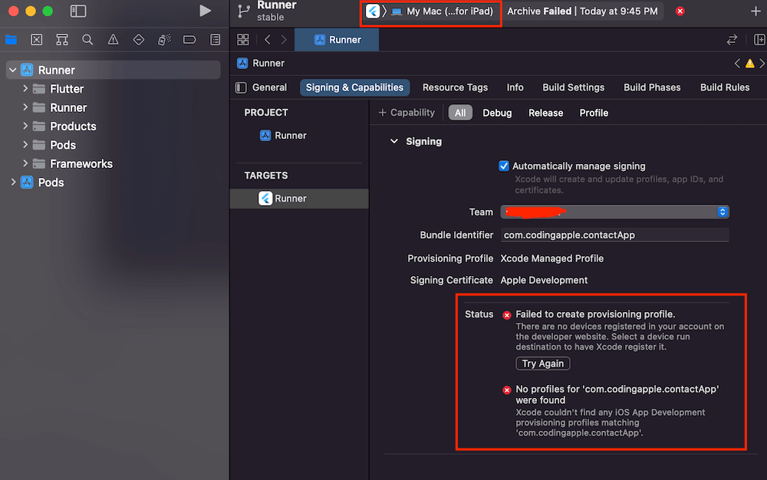 Runner
stable
My Mac (...for iPad)
Archive Failed | Today at 9:45 PM
Runner
Flutter
Runner
Products
Pods
Frameworks
Pods
Runner
Runner
General
Signing & Capabilities
Resource Tags
Info
Build Settings
Build Phases
Build Rules
PROJECT
Runner
TARGETS
Runner
+ Capability
All
Debug
Release
Profile
Signing
Automatically manage signing
Xcode will create and update profiles, app IDs, and
certificates.
Team
Bundle Identifier
com.codingapple.contactApp
Provisioning Profile
Xcode Managed Profile
Signing Certificate
Apple Development
Status
Failed to create provisioning profile.
There are no devices registered in your account on
the developer website. Select a device run
destination to have Xcode register it.
Try Again
No profiles for 'com.codingapple.contactApp'
were found
Xcode couldn't find any iOS App Development
provisioning profiles matching
'com.codingapple.contactApp'.